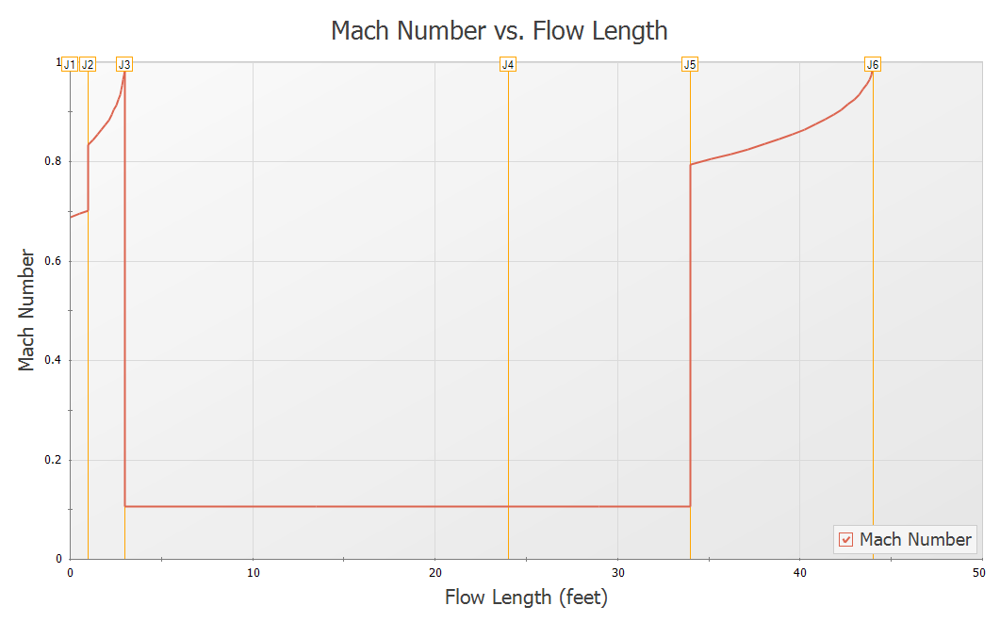 Mach Number vs. Flow Length
1
J1
J2
J3
J4
J5
J6
0.8
0.6
0.4
0.2
0
Mach Number
Mach Number
0
10
20
30
40
50
Flow Length (feet)